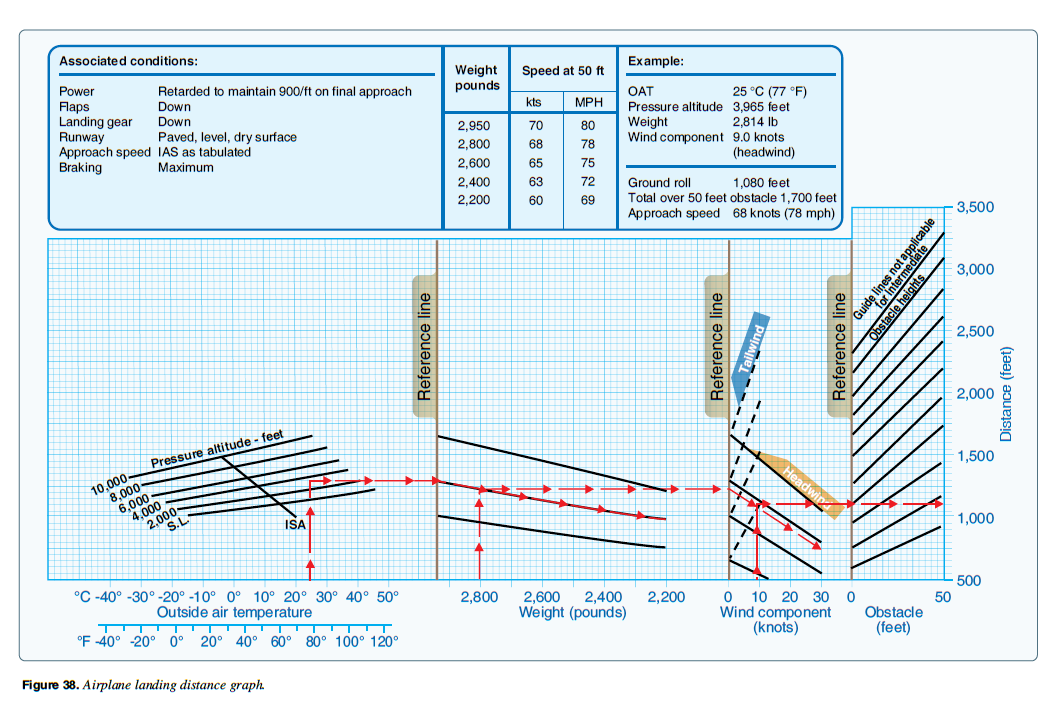 Associated conditions:
Power Retarded to maintain 900/ft on final approach
Flaps Down
Landing gear Down
Runway Paved, level, dry surface
Approach speed IAS as tabulated
Braking Maximum
Weight pounds Speed at 50 ft
kts MPH
2,950 70 80
2,800 68 78
2,600 65 75
2,400 63 72
2,200 60 69
Example:
OAT 25 °C (77 °F)
Pressure altitude 3,965 feet
Weight 2,814 lb
Wind component 9.0 knots
(headwind)
Ground roll 1,080 feet
Total over 50 feet obstacle 1,700 feet
Approach speed 68 knots (78 mph)
Reference line
Reference line
Reference line
Tailwind
Headwind
Guide lines not applicable
for intermediate
Obstacle heights
3,500
3,000
2,500
2,000
1,500
1,000
500
Distance (feet)
Pressure altitude - feet
10,000
8,000
6,000
4,000
2,000
S.L.
ISA
°C -40° -30° -20° -10° 0° 10° 20° 30° 40° 50°
Outside air temperature
°F -40° -20° 0° 20° 40° 60° 80° 100° 120°
2,800 2,600 2,400 2,200
Weight (pounds)
0 10 20 30
Wind component
(knots)
0 50
Obstacle
(feet)
Figure 38. Airplane landing distance graph.